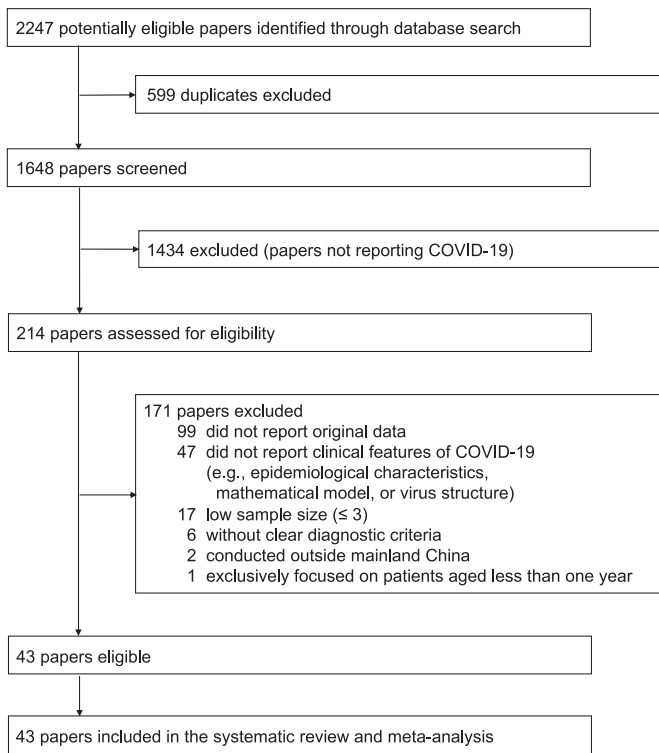 2247 potentially eligible papers identified through database search
599 duplicates excluded
1648 papers screened
1434 excluded (papers not reporting COVID-19)
214 papers assessed for eligibility
171 papers excluded
99 did not report original data
47 did not report clinical features of COVID-19
(e.g., epidemiological characteristics,
mathematical model, or virus structure)
17 low sample size (≤ 3)
6 without clear diagnostic criteria
2 conducted outside mainland China
1 exclusively focused on patients aged less than one year
43 papers eligible
43 papers included in the systematic review and meta-analysis